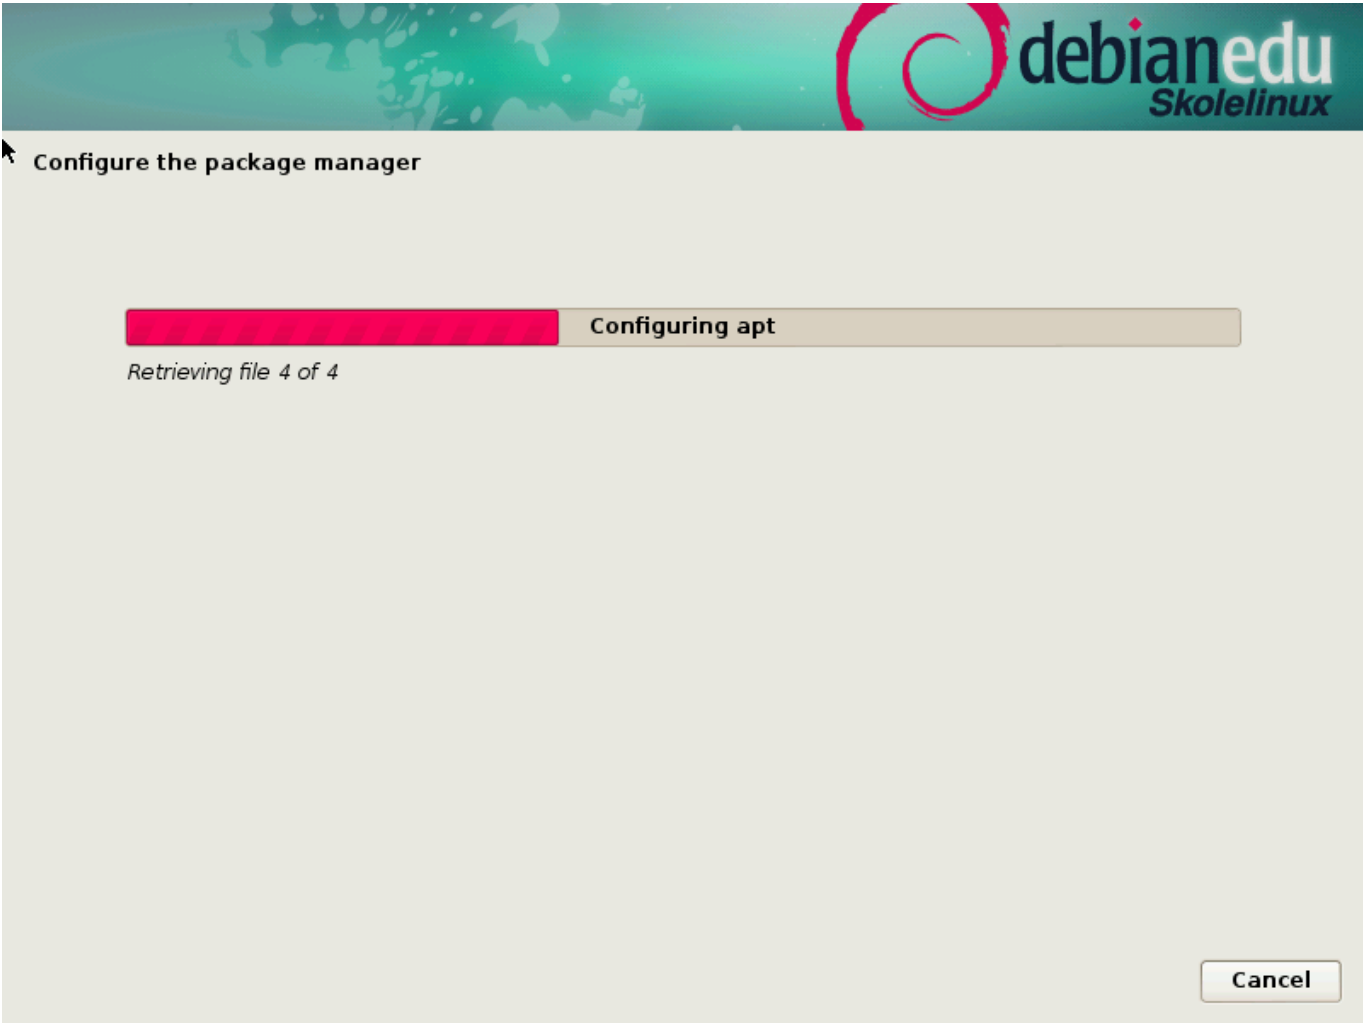 debianedu
Skolelinux
Configure the package manager
Configuring apt
Retrieving file 4 of 4
Cancel